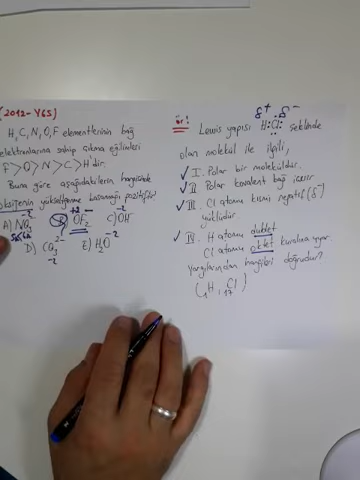 (2012-YGS)
H, C, N, O, F elementlerinin bağ
elektronlarına sahip çıkma eğilimleri
F>O>N>C>H'dir.
Buna göre aşağıdakilerin hangisinde
oksijenin yükseltgenme basamağı pozitiftir?
A) NO₃⁻ B) OF₂ C) OH⁻
D) CO₃²⁻ E) H₂O
ör: Lewis yapısı H:Cl: şeklinde
olan molekül ile ilgili,
✓ I. Polar bir moleküldür.
✓ II. Polar kovalent bağ içerir
✓ III. Cl atomu kısmi negatif (δ⁻)
yüklüdür
✓ IV. H atomu dublet
Cl atomu oktet kuralına uyar.
yargılarından hangileri doğrudur?
(₁H, ₁₇Cl)